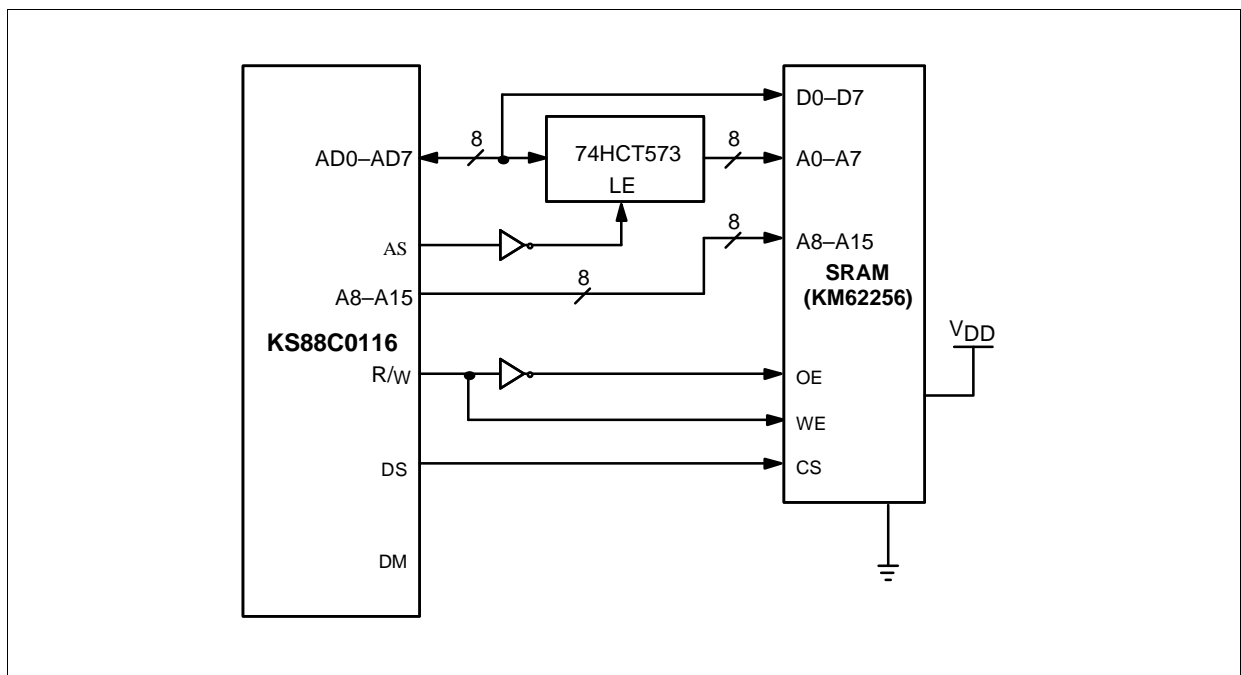 D0–D7
AD0–AD7
8
74HCT573
LE
8
A0–A7
AS
8
A8–A15
SRAM
(KM62256)
A8–A15
8
KS88C0116
VDD
R/W
OE
WE
DS
CS
DM